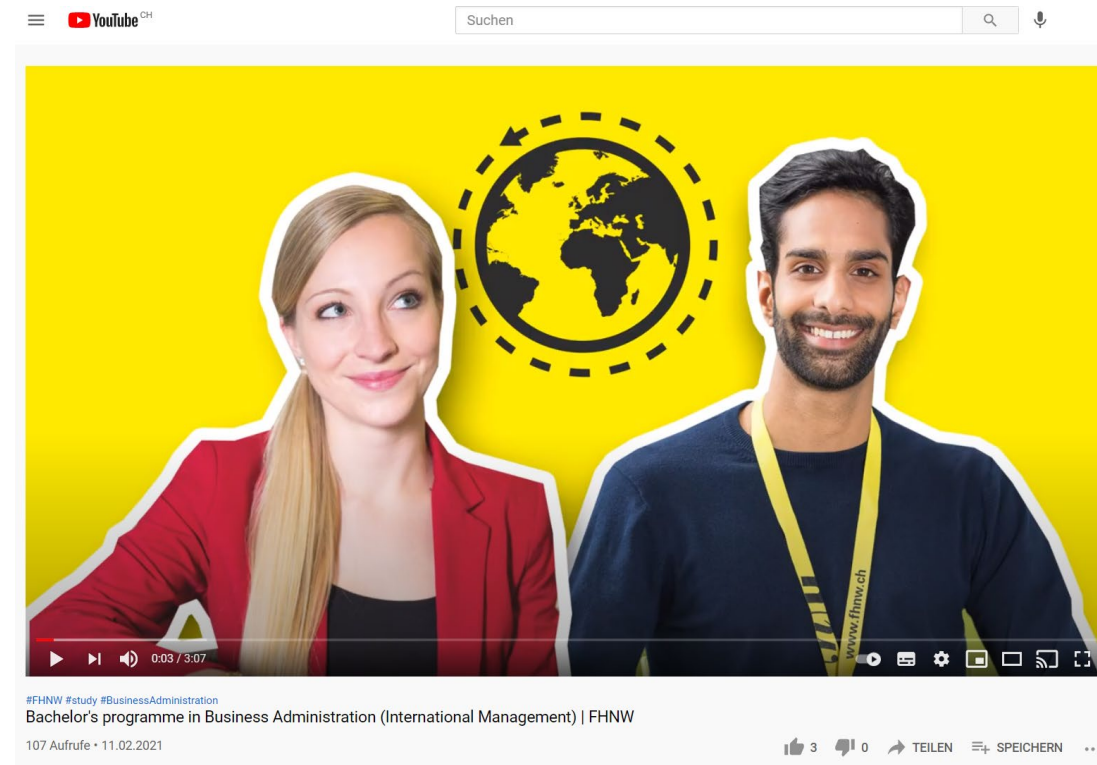 YouTube CH
Suchen
www.fhnw.ch
0:03 / 3:07
#FHNW #study #BusinessAdministration
Bachelor's programme in Business Administration (International Management) | FHNW
107 Aufrufe • 11.02.2021
3 0 TEILEN SPEICHERN